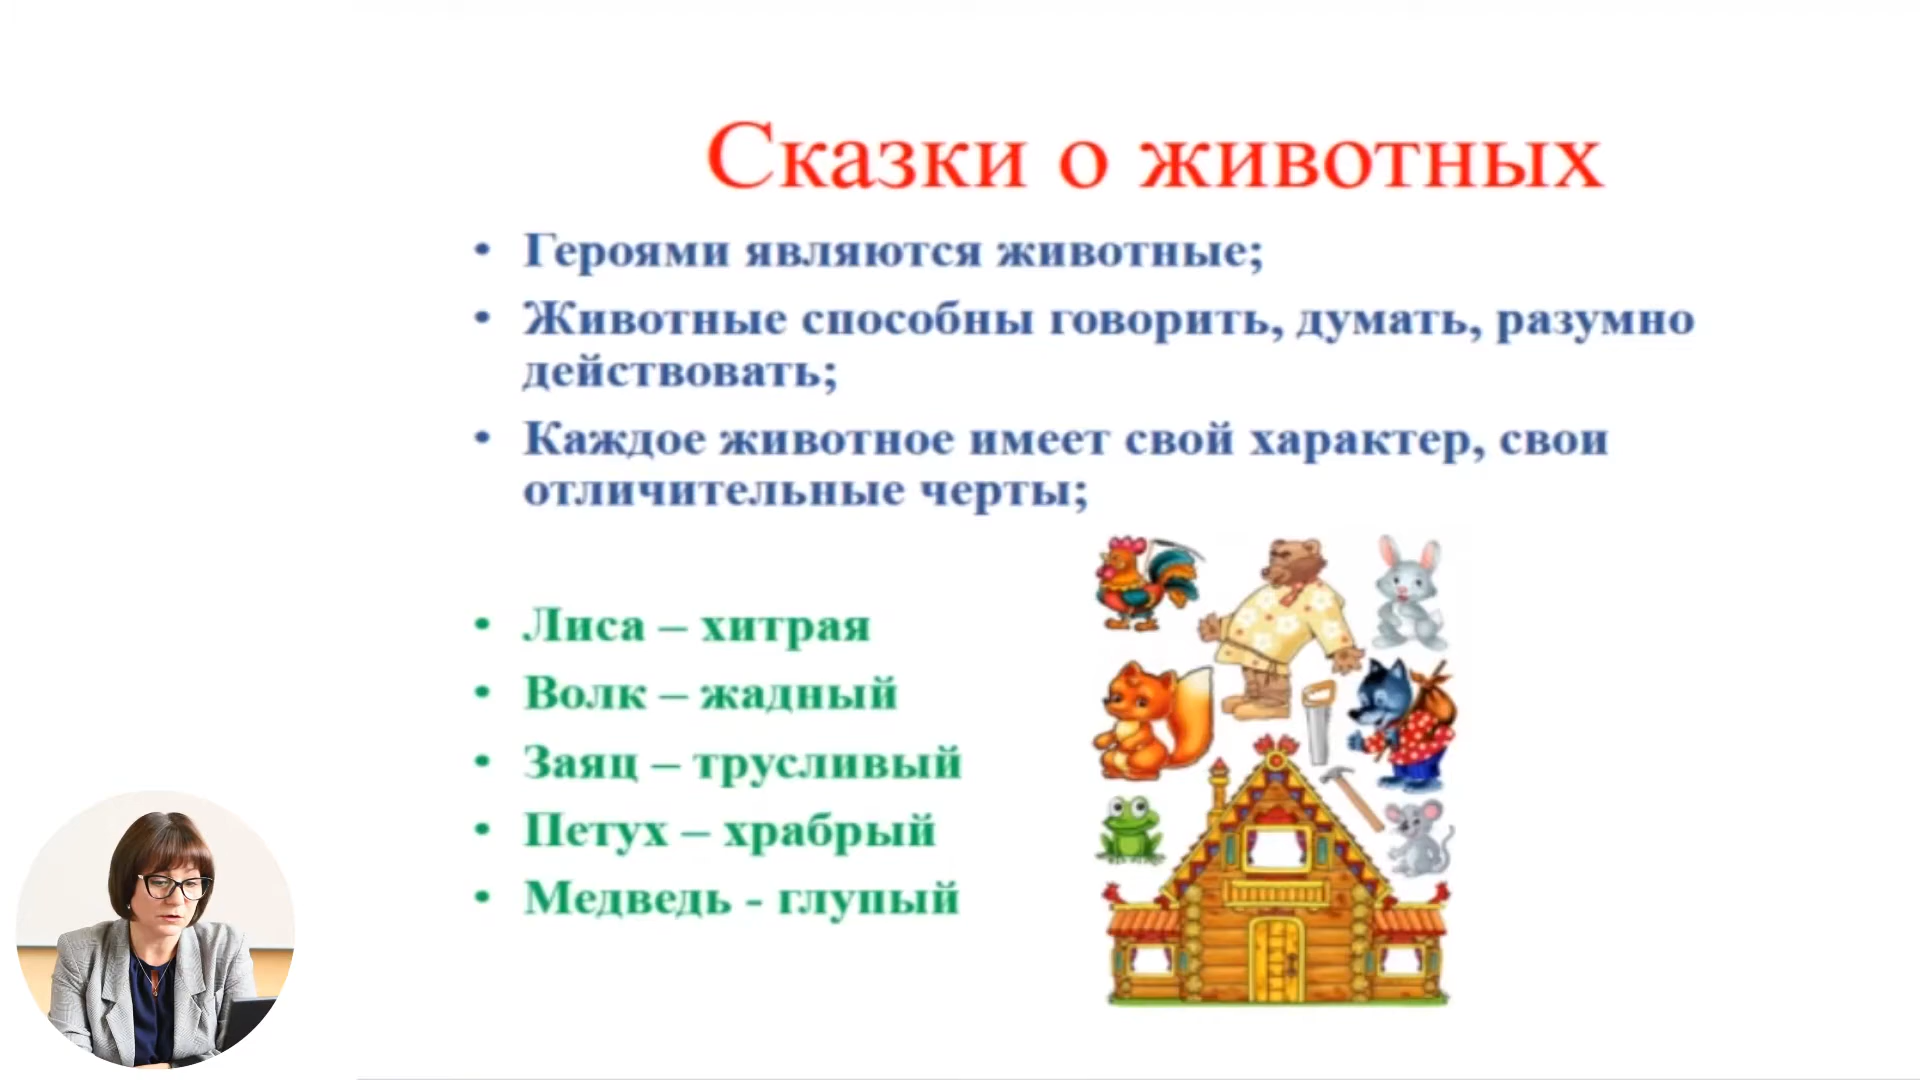 Сказки о животных
• Героями являются животные;
• Животные способны говорить, думать, разумно
действовать;
• Каждое животное имеет свой характер, свои
отличительные черты;
• Лиса – хитрая
• Волк – жадный
• Заяц – трусливый
• Петух – храбрый
• Медведь - глупый